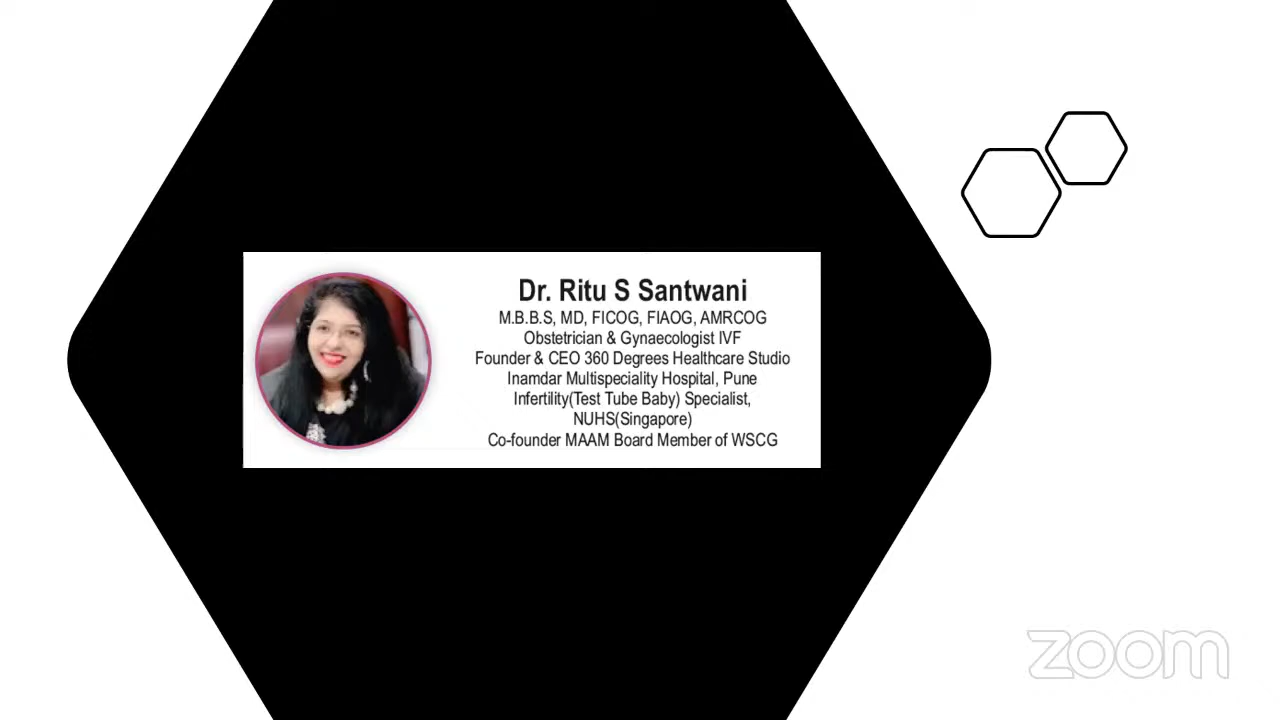 Dr. Ritu S Santwani
M.B.B.S, MD, FICOG, FIAOG, AMRCOG
Obstetrician & Gynaecologist IVF
Founder & CEO 360 Degrees Healthcare Studio
Inamdar Multispeciality Hospital, Pune
Infertility(Test Tube Baby) Specialist,
NUHS(Singapore)
Co-founder MAAM Board Member of WSCG
zoom